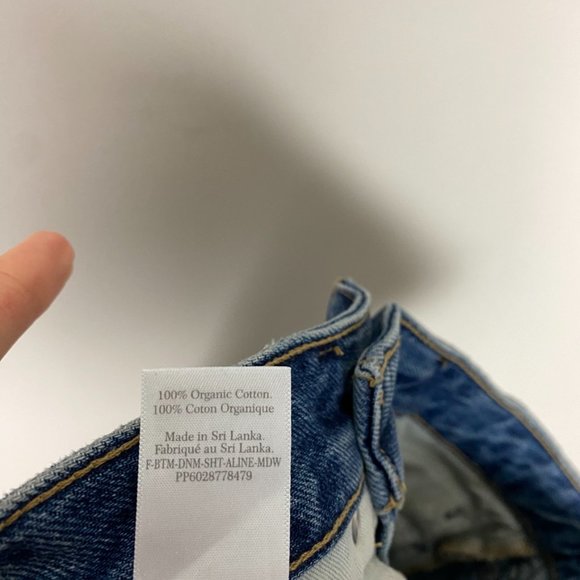 100% Organic Cotton.
100% Coton Organique
Made in Sri Lanka.
Fabriqué au Sri Lanka.
F-BTM-DNM-SHT-ALINE-MDW
PP6028778479